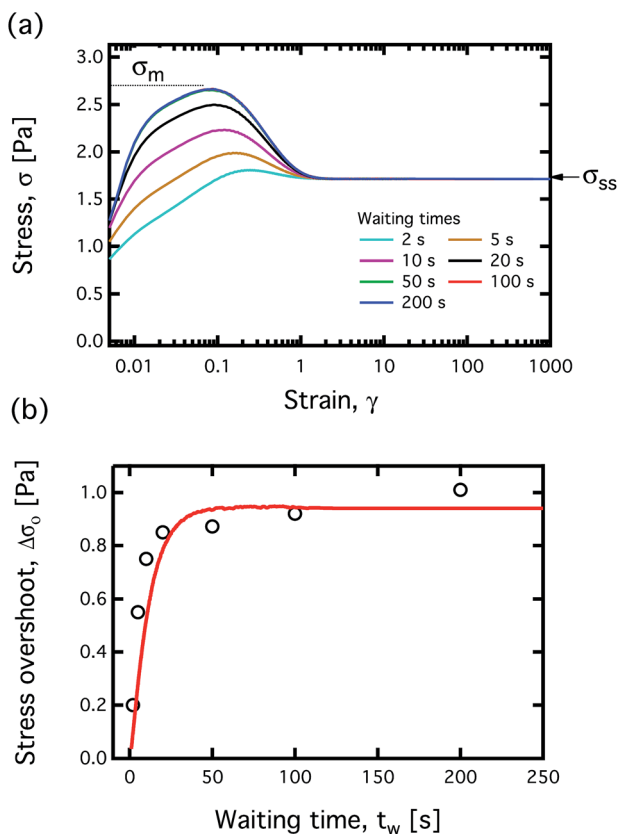 (a)
3.0
2.5
2.0
1.5
1.0
0.5
0.0
Stress, σ [Pa]
σm
σss
Waiting times
2 s 5 s
10 s 20 s
50 s 100 s
200 s
0.01 0.1 1 10 100 1000
Strain, γ
(b)
1.0
0.8
0.6
0.4
0.2
0.0
Stress overshoot, Δσo [Pa]
0 50 100 150 200 250
Waiting time, tw [s]